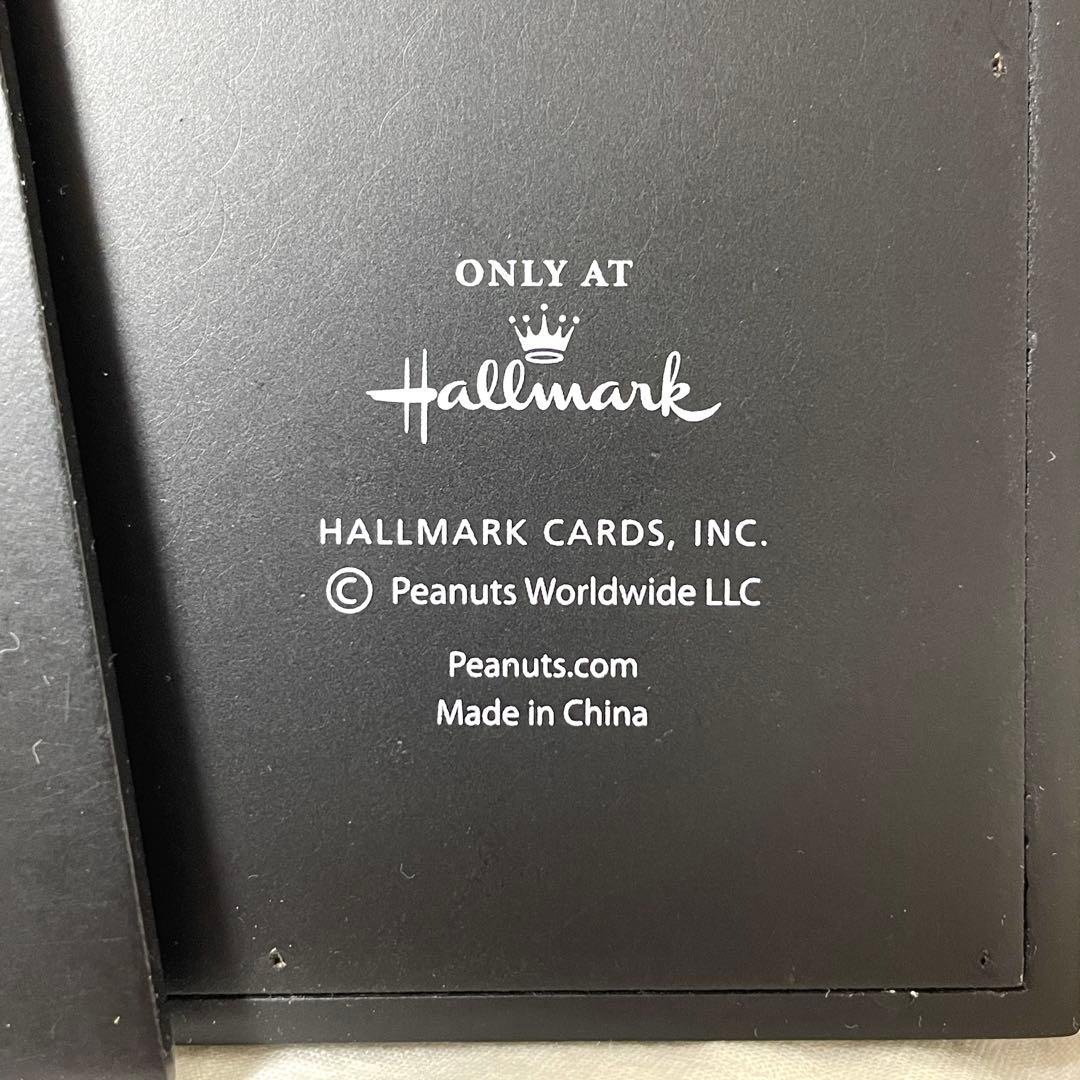 ONLY AT
Hallmark
HALLMARK CARDS, INC.
© Peanuts Worldwide LLC
Peanuts.com
Made in China